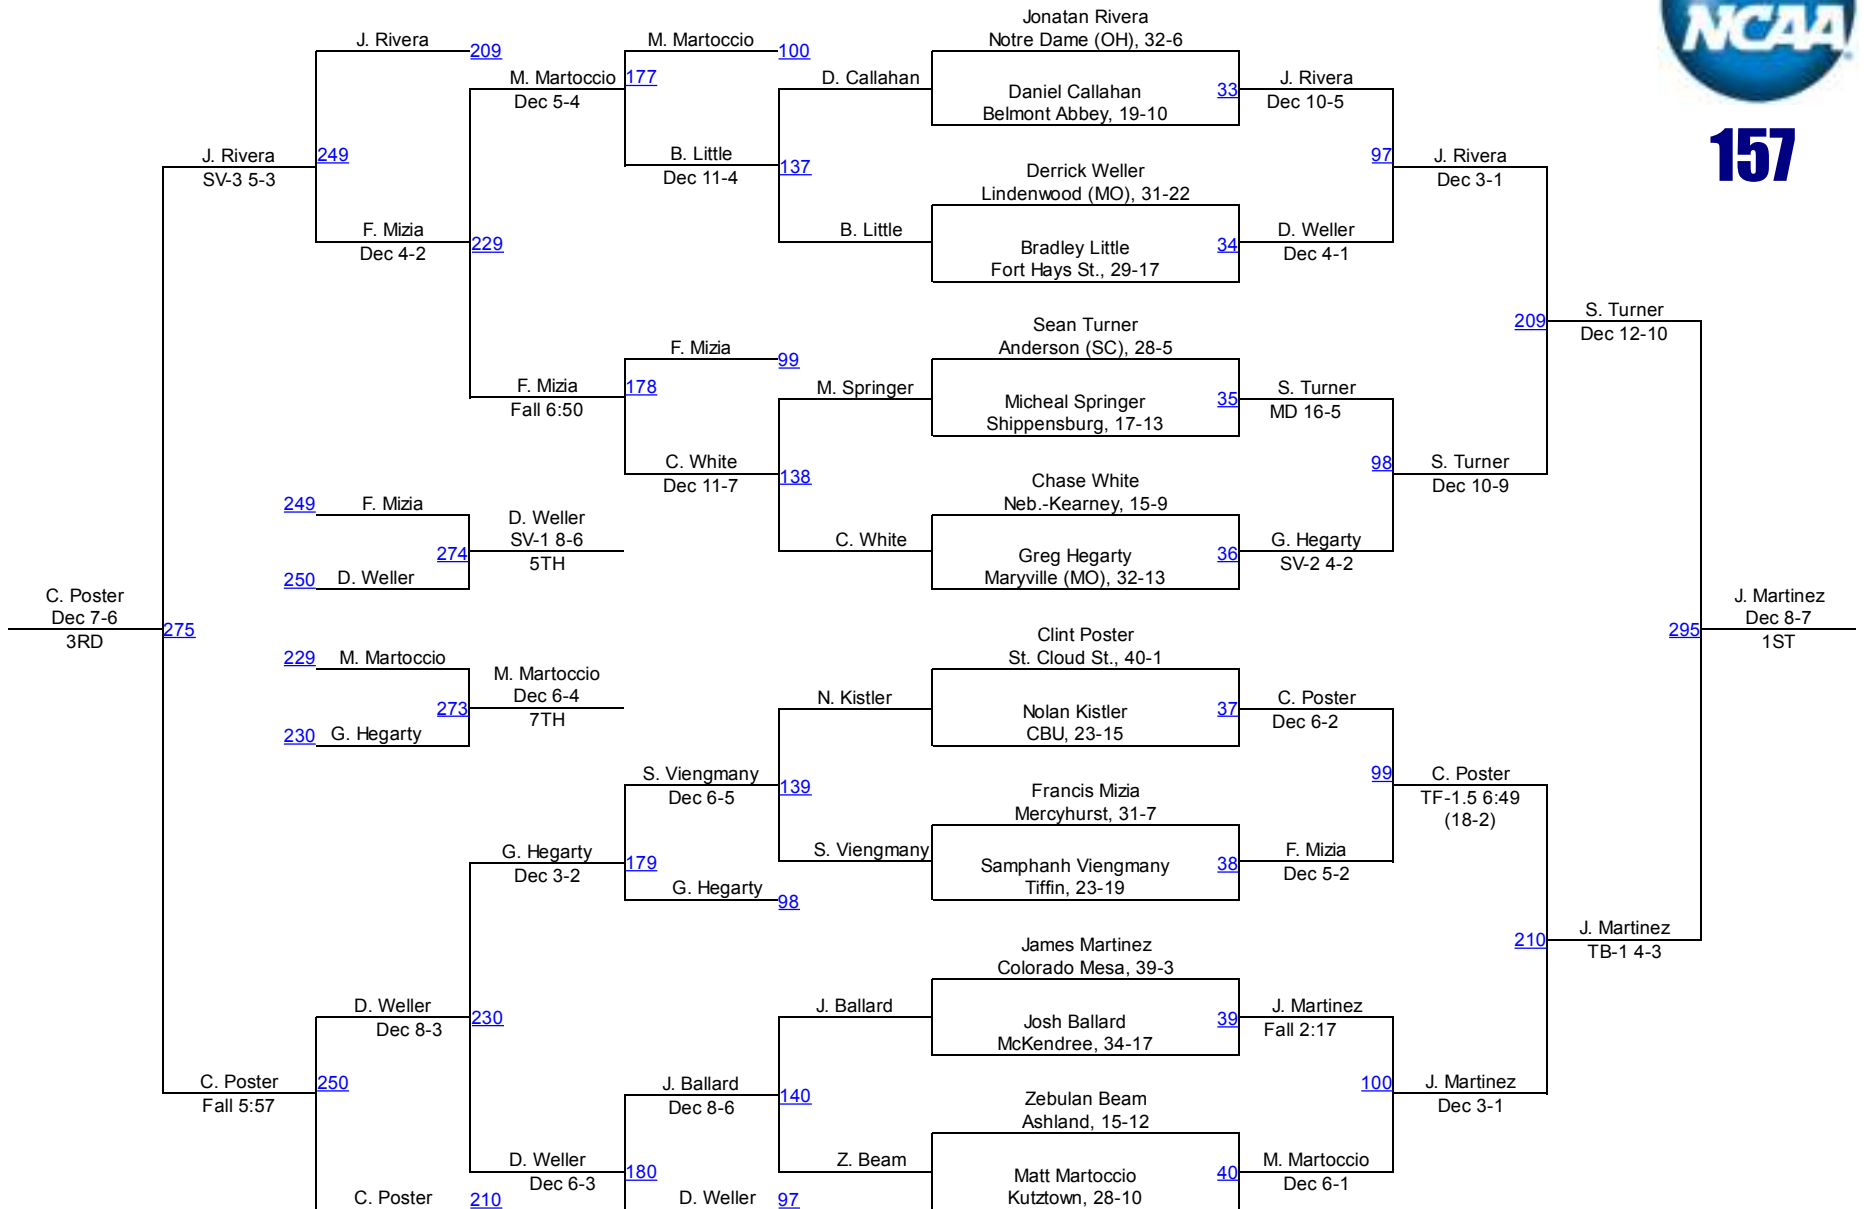 NCAA
157
J. Rivera
209
M. Martoccio
100
Jonatan Rivera
Notre Dame (OH), 32-6
M. Martoccio
177
Dec 5-4
D. Callahan
Daniel Callahan
Belmont Abbey, 19-10
33
J. Rivera
Dec 10-5
J. Rivera
SV-3 5-3
249
B. Little
Dec 11-4
137
Derrick Weller
Lindenwood (MO), 31-22
97
J. Rivera
Dec 3-1
F. Mizia
Dec 4-2
229
B. Little
Bradley Little
Fort Hays St., 29-17
34
D. Weller
Dec 4-1
209
S. Turner
Dec 12-10
F. Mizia
99
Sean Turner
Anderson (SC), 28-5
F. Mizia
Fall 6:50
178
M. Springer
Micheal Springer
Shippensburg, 17-13
35
S. Turner
MD 16-5
C. White
Dec 11-7
138
Chase White
Neb.-Kearney, 15-9
98
S. Turner
Dec 10-9
249
F. Mizia
274
D. Weller
SV-1 8-6
5TH
250
D. Weller
C. White
Greg Hegarty
Maryville (MO), 32-13
36
G. Hegarty
SV-2 4-2
C. Poster
Dec 7-6
3RD
275
295
J. Martinez
Dec 8-7
1ST
229
M. Martoccio
273
M. Martoccio
Dec 6-4
7TH
230
G. Hegarty
Clint Poster
St. Cloud St., 40-1
N. Kistler
Nolan Kistler
CBU, 23-15
37
C. Poster
Dec 6-2
S. Viengmany
Dec 6-5
139
Francis Mizia
Mercyhurst, 31-7
99
C. Poster
TF-1.5 6:49
(18-2)
G. Hegarty
Dec 3-2
179
S. Viengmany
Samphanh Viengmany
Tiffin, 23-19
38
F. Mizia
Dec 5-2
G. Hegarty
98
210
J. Martinez
TB-1 4-3
James Martinez
Colorado Mesa, 39-3
D. Weller
Dec 8-3
230
J. Ballard
Josh Ballard
McKendree, 34-17
39
J. Martinez
Fall 2:17
C. Poster
Fall 5:57
250
J. Ballard
Dec 8-6
140
Zebulan Beam
Ashland, 15-12
100
J. Martinez
Dec 3-1
D. Weller
Dec 6-3
180
Z. Beam
Matt Martoccio
Kutztown, 28-10
40
M. Martoccio
Dec 6-1
C. Poster
210
D. Weller
97